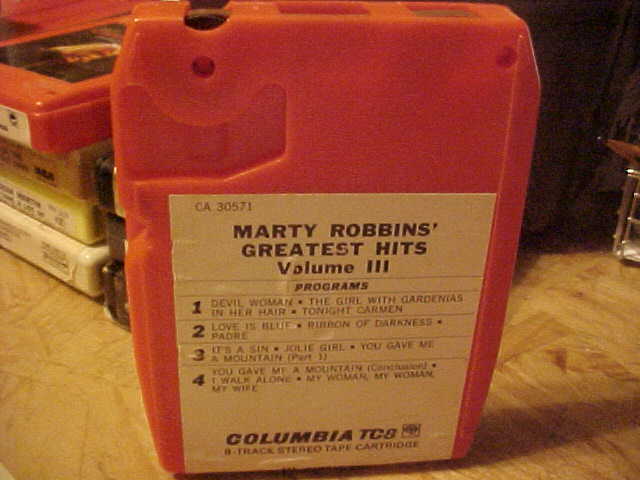 CA 30571
MARTY ROBBINS'
GREATEST HITS
Volume III
PROGRAMS
1 DEVIL WOMAN • THE GIRL WITH GARDENIAS
IN HER HAIR • TONIGHT CARMEN
2 LOVE IS BLUE • RIBBON OF DARKNESS •
PADRE
3 IT'S A SIN • JOLIE GIRL • YOU GAVE ME
A MOUNTAIN (Part 1)
4 YOU GAVE ME A MOUNTAIN (Conclusion) •
I WALK ALONE • MY WOMAN, MY WOMAN,
MY WIFE
COLUMBIA TC8
8-TRACK STEREO TAPE CARTRIDGE